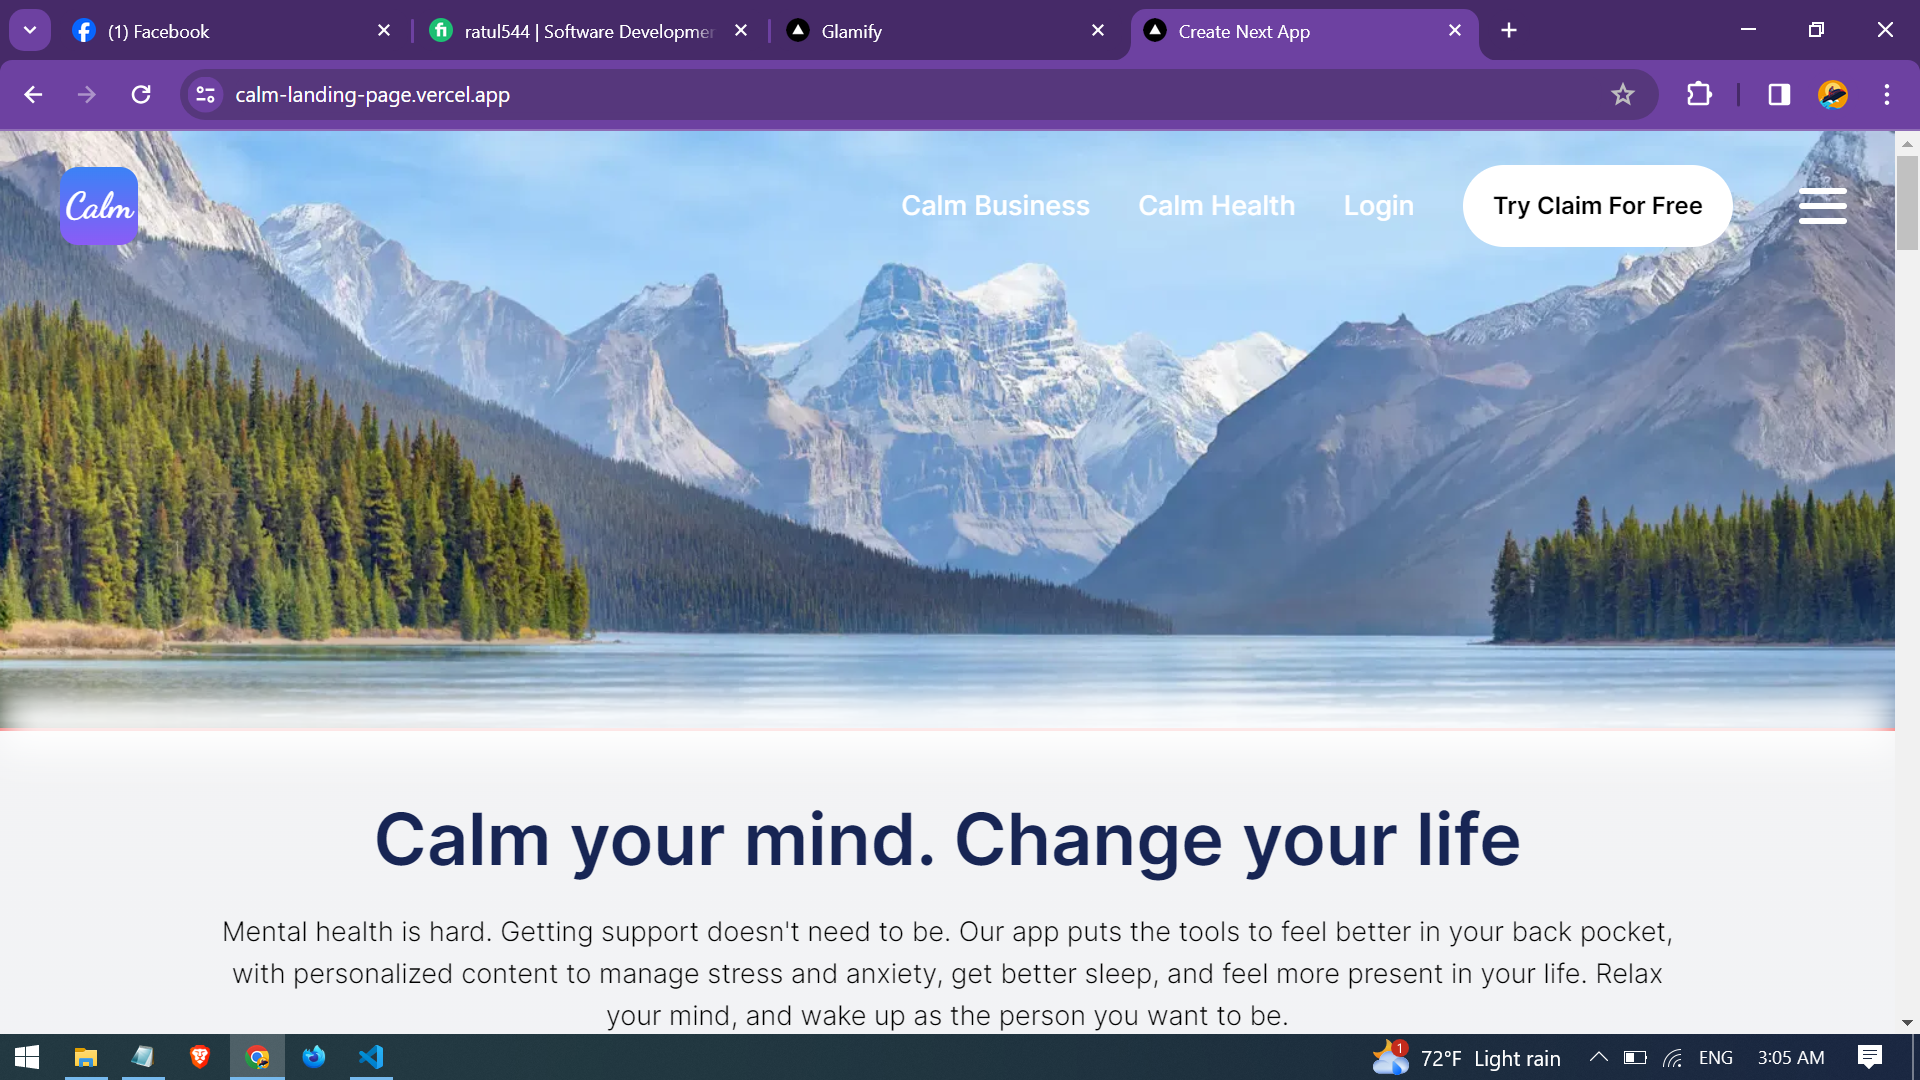 (1) Facebook
ratul544 | Software Developmen
Glamify
Create Next App
calm-landing-page.vercel.app
Calm
Calm Business
Calm Health
Login
Try Claim For Free
Calm your mind. Change your life
Mental health is hard. Getting support doesn't need to be. Our app puts the tools to feel better in your back pocket,
with personalized content to manage stress and anxiety, get better sleep, and feel more present in your life. Relax
your mind, and wake up as the person you want to be.
1
72°F Light rain
ENG
3:05 AM